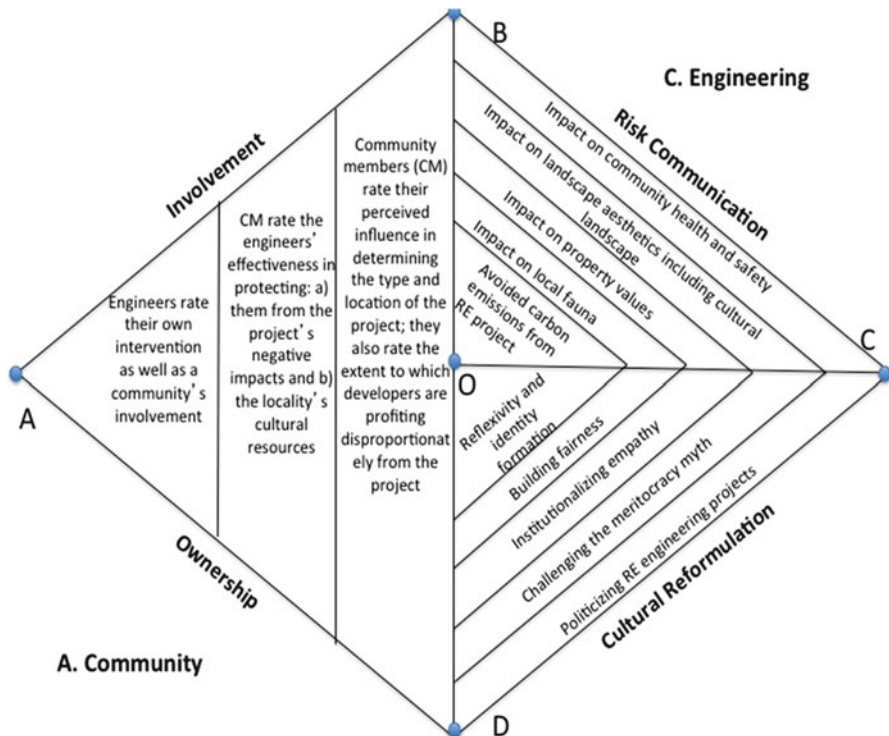 B
C. Engineering
Risk Communication
Impact on community health and safety
Impact on landscape aesthetics including cultural
landscape
Impact on property values
Impact on local fauna
Avoided carbon
emissions from
RE project
Involvement
Community
members (CM)
rate their
perceived
influence in
determining
the type and
location of the
project; they
also rate the
extent to which
developers are
profiting
disproportionat
ely from the
project
CM rate the
engineers'
effectiveness in
protecting: a)
them from the
project's
negative
impacts and b)
the locality's
cultural
resources
Engineers rate
their own
intervention
as well as a
community's
involvement
A
O
C
Reflexivity and
identity
formation
Building fairness
Institutionalizing empathy
Challenging the meritocracy myth
Politicizing RE engineering projects
Cultural Reformulation
Ownership
A. Community
D